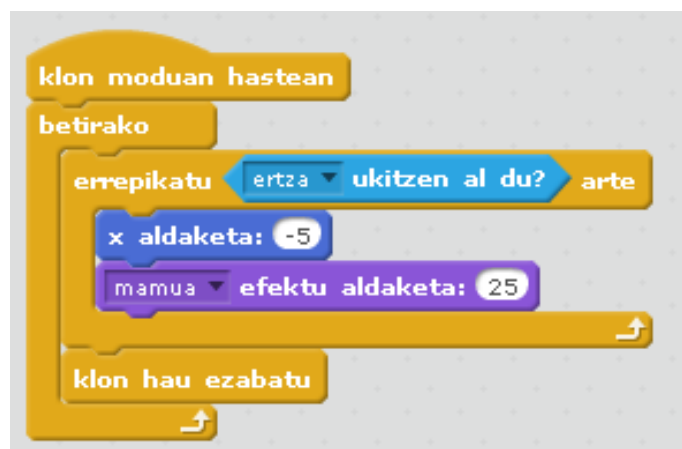 klon moduan hastean
betirako
errepikatu ertza ukitzen al du? arte
x aldaketa: -5
mamua efektu aldaketa: 25
klon hau ezabatu